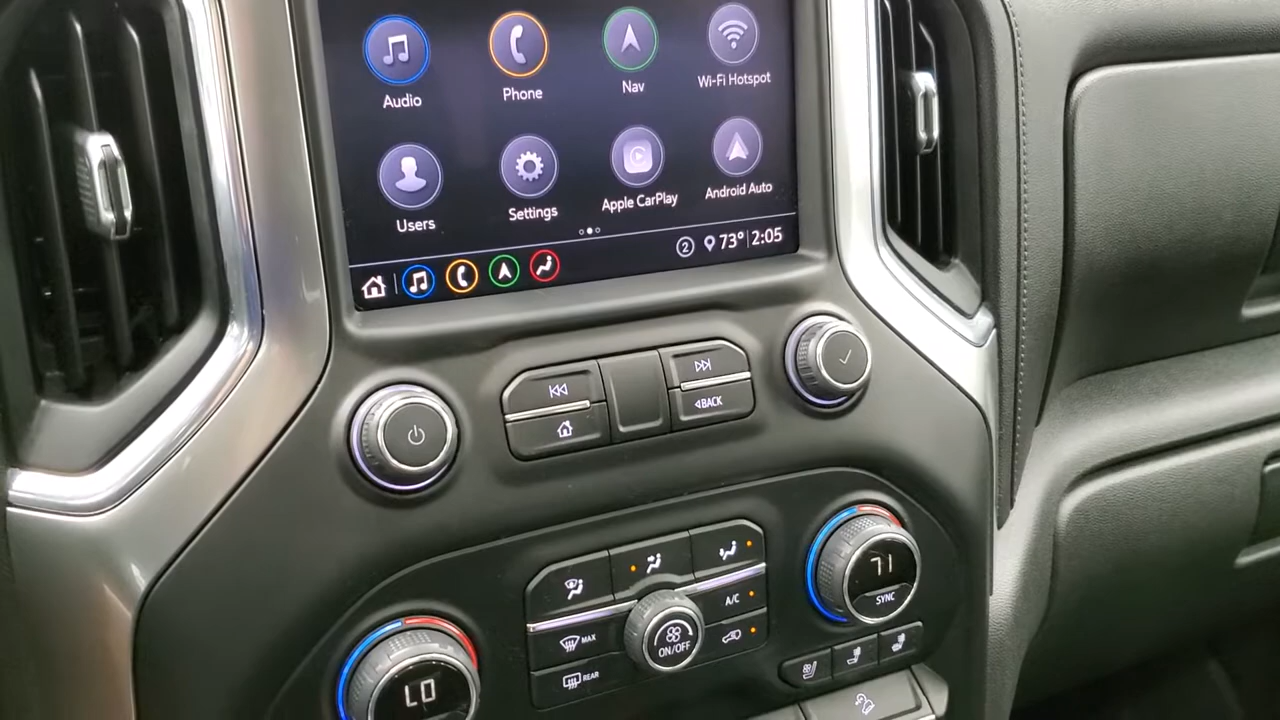 Audio
Phone
Nav
Wi-Fi Hotspot
Users
Settings
Apple CarPlay
Android Auto
2
73° 2:05
BACK
71
SYNC
A/C
MAX
ON/OFF
REAR
LO